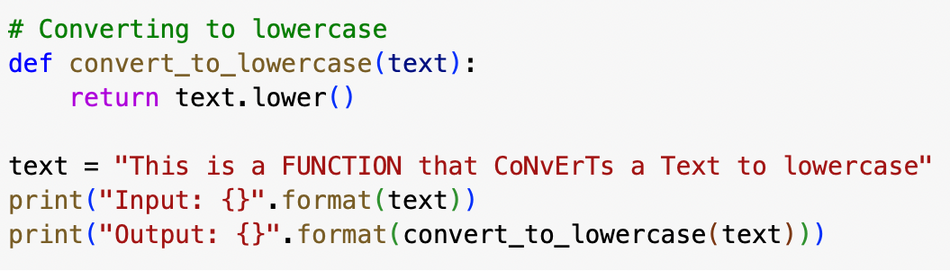 # Converting to lowercase
def convert_to_lowercase(text):
    return text.lower()

text = "This is a FUNCTION that CoNvErTs a Text to lowercase"
print("Input: {}".format(text))
print("Output: {}".format(convert_to_lowercase(text)))